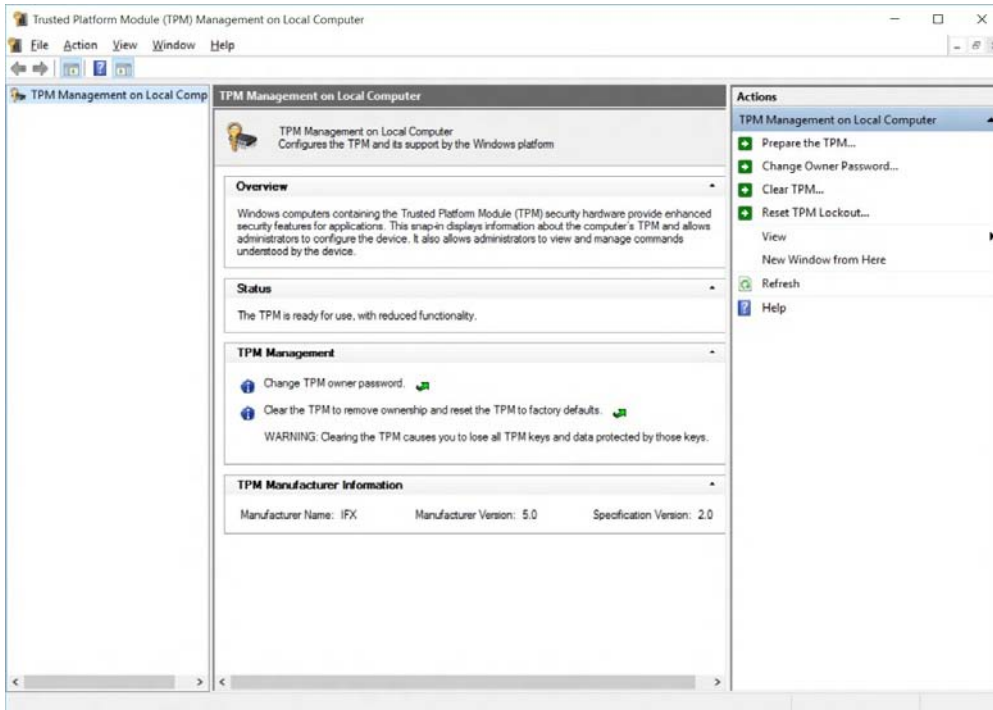 Trusted Platform Module (TPM) Management on Local Computer
File Action View Window Help
TPM Management on Local Comp
TPM Management on Local Computer
TPM Management on Local Computer
Configures the TPM and its support by the Windows platform
Overview
Windows computers containing the Trusted Platform Module (TPM) security hardware provide enhanced
security features for applications. This snap-in displays information about the computer's TPM and allows
administrators to configure the device. It also allows administrators to view and manage commands
understood by the device.
Status
The TPM is ready for use, with reduced functionality.
TPM Management
Change TPM owner password.
Clear the TPM to remove ownership and reset the TPM to factory defaults.
WARNING: Clearing the TPM causes you to lose all TPM keys and data protected by those keys.
TPM Manufacturer Information
Manufacturer Name: IFX Manufacturer Version: 5.0 Specification Version: 2.0
Actions
TPM Management on Local Computer
Prepare the TPM...
Change Owner Password...
Clear TPM...
Reset TPM Lockout...
View
New Window from Here
Refresh
Help